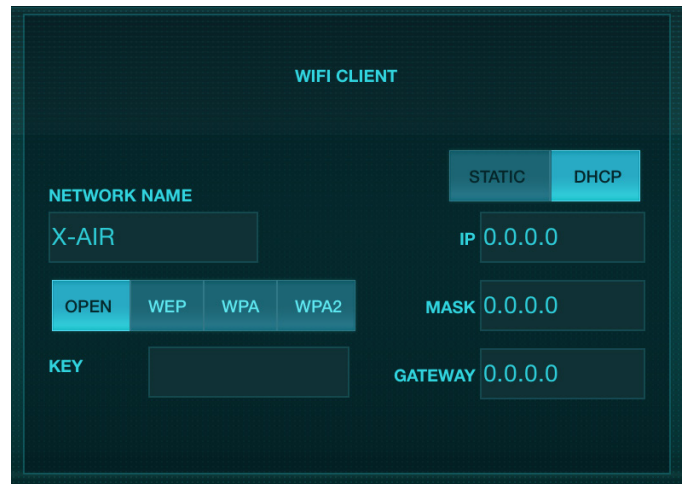 WIFI CLIENT
STATIC DHCP
NETWORK NAME
X-AIR
IP 0.0.0.0
OPEN WEP WPA WPA2
MASK 0.0.0.0
KEY
GATEWAY 0.0.0.0